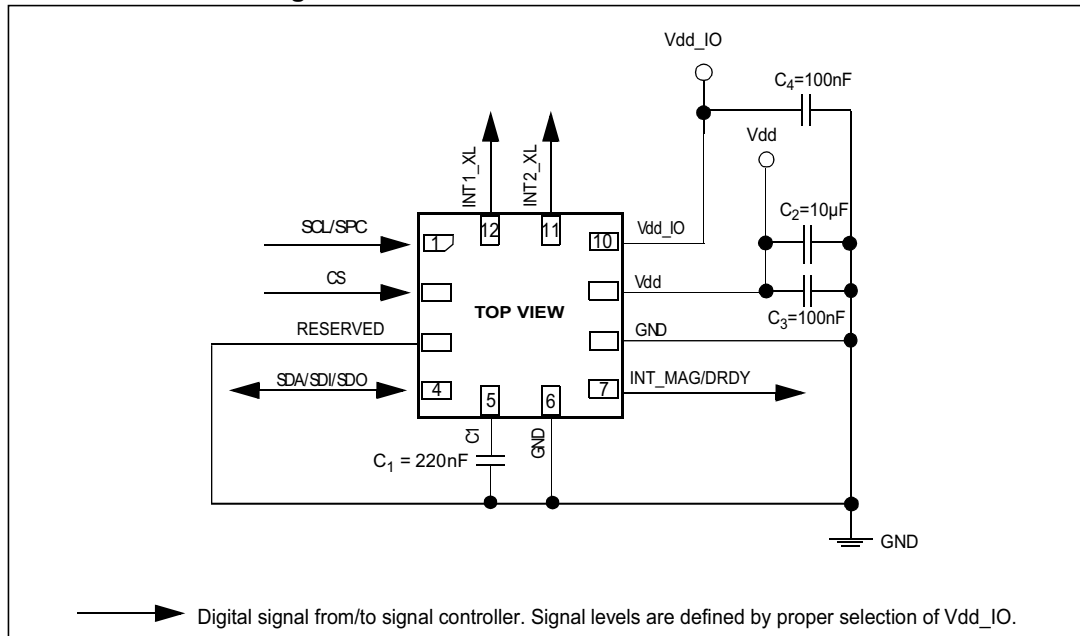 Vdd_IO
C4=100nF
Vdd
INT1_XL
INT2_XL
C2=10µF
SCL/SPC
1
12
11
10
Vdd_IO
CS
Vdd
TOP VIEW
C3=100nF
RESERVED
GND
SDA/SDI/SDO
4
5
6
7
INT_MAG/DRDY
C1
GND
C1 = 220nF
GND
Digital signal from/to signal controller. Signal levels are defined by proper selection of Vdd_IO.